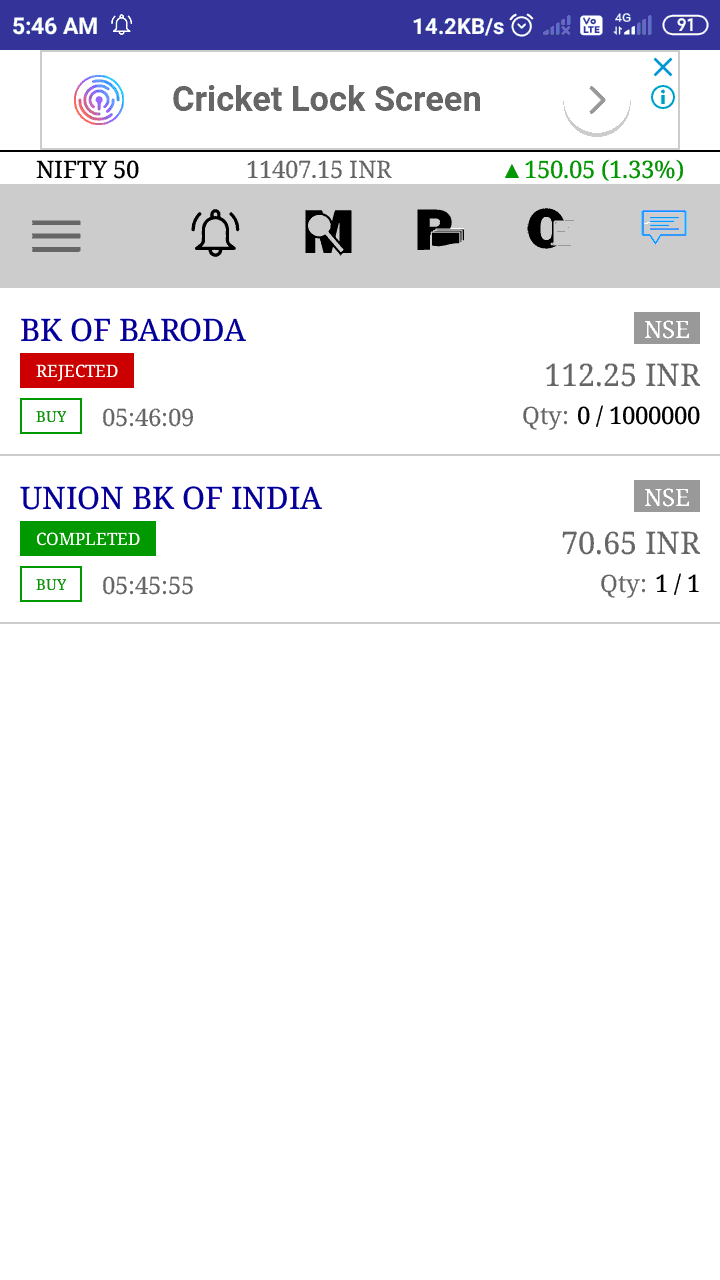 5:46 AM 14.2KB/s Vo LTE 4G 91
Cricket Lock Screen
NIFTY 50 11407.15 INR ▲150.05 (1.33%)
BK OF BARODA NSE
REJECTED 112.25 INR
BUY 05:46:09 Qty: 0 / 1000000
UNION BK OF INDIA NSE
COMPLETED 70.65 INR
BUY 05:45:55 Qty: 1 / 1